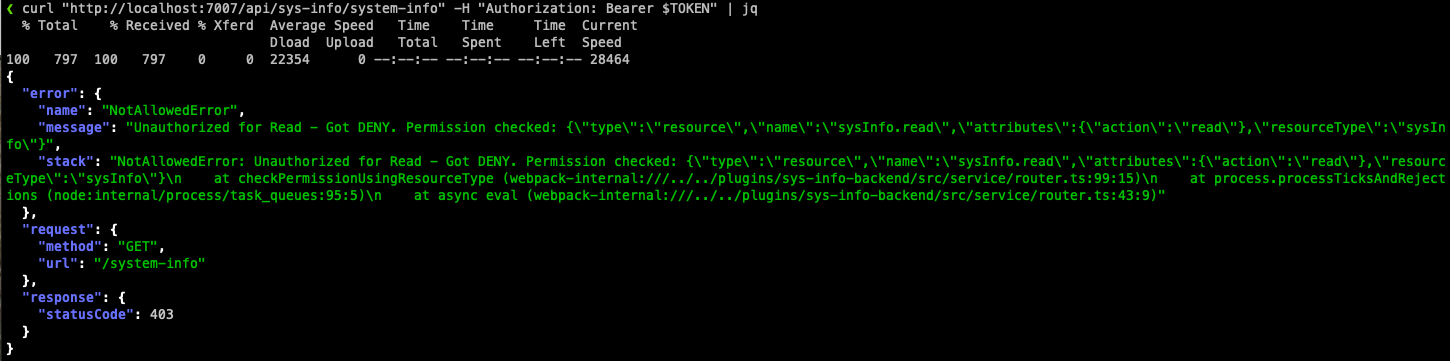 ❮ curl "http://localhost:7007/api/sys-info/system-info" -H "Authorization: Bearer $TOKEN" | jq
  % Total    % Received % Xferd  Average Speed   Time    Time     Time  Current
                                 Dload  Upload   Total   Spent    Left  Speed
100   797  100   797    0     0  22354      0 --:--:-- --:--:-- --:--:-- 28464
{
  "error": {
    "name": "NotAllowedError",
    "message": "Unauthorized for Read - Got DENY. Permission checked: {\"type\":\"resource\",\"name\":\"sysInfo.read\",\"attributes\":{\"action\":\"read\"},\"resourceType\":\"sysIn
fo\"}",
    "stack": "NotAllowedError: Unauthorized for Read - Got DENY. Permission checked: {\"type\":\"resource\",\"name\":\"sysInfo.read\",\"attributes\":{\"action\":\"read\"},\"resourc
eType\":\"sysInfo\"}\n    at checkPermissionUsingResourceType (webpack-internal:///../../plugins/sys-info-backend/src/service/router.ts:99:15)\n    at process.processTicksAndReject
ions (node:internal/process/task_queues:95:5)\n    at async eval (webpack-internal:///../../plugins/sys-info-backend/src/service/router.ts:43:9)"
  },
  "request": {
    "method": "GET",
    "url": "/system-info"
  },
  "response": {
    "statusCode": 403
  }
}